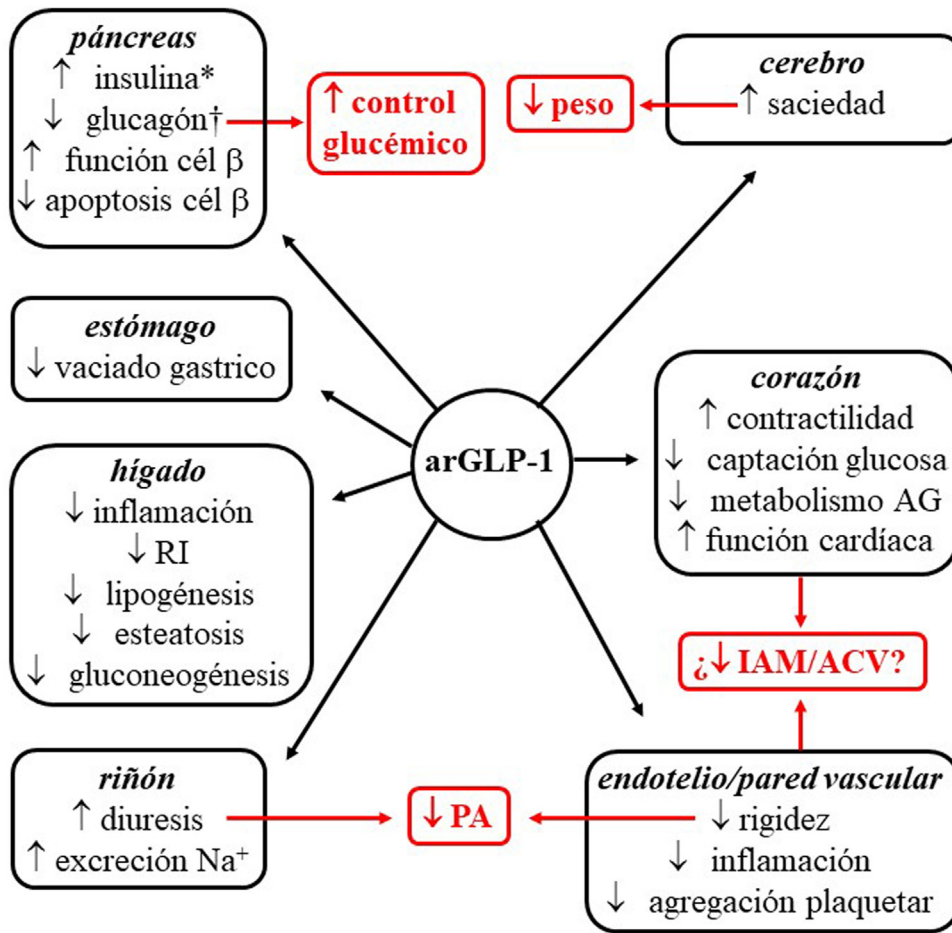 páncreas
↑ insulina*
↓ glucagón†
↑ función cél β
↓ apoptosis cél β
↑ control
glucémico
↓ peso
cerebro
↑ saciedad
estómago
↓ vaciado gastrico
arGLP-1
corazón
↑ contractilidad
↓ captación glucosa
↓ metabolismo AG
↑ función cardíaca
hígado
↓ inflamación
↓ RI
↓ lipogénesis
↓ esteatosis
↓ gluconeogénesis
¿↓ IAM/ACV?
riñón
↑ diuresis
↑ excreción Na⁺
↓ PA
endotelio/pared vascular
↓ rigidez
↓ inflamación
↓ agregación plaquetar